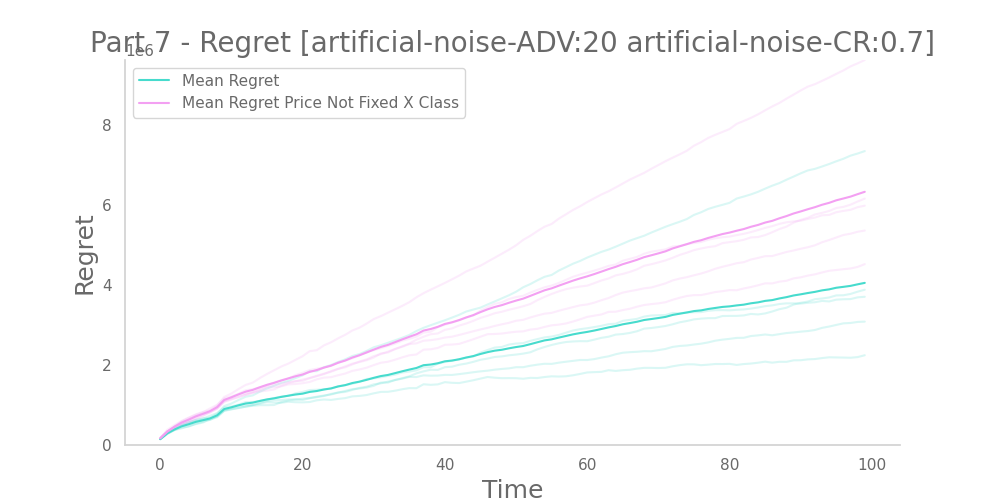 Part 7 - Regret [artificial-noise-ADV:20 artificial-noise-CR:0.7]
1e6
Mean Regret
Mean Regret Price Not Fixed X Class
8
6
4
2
0
Regret
0 20 40 60 80 100
Time